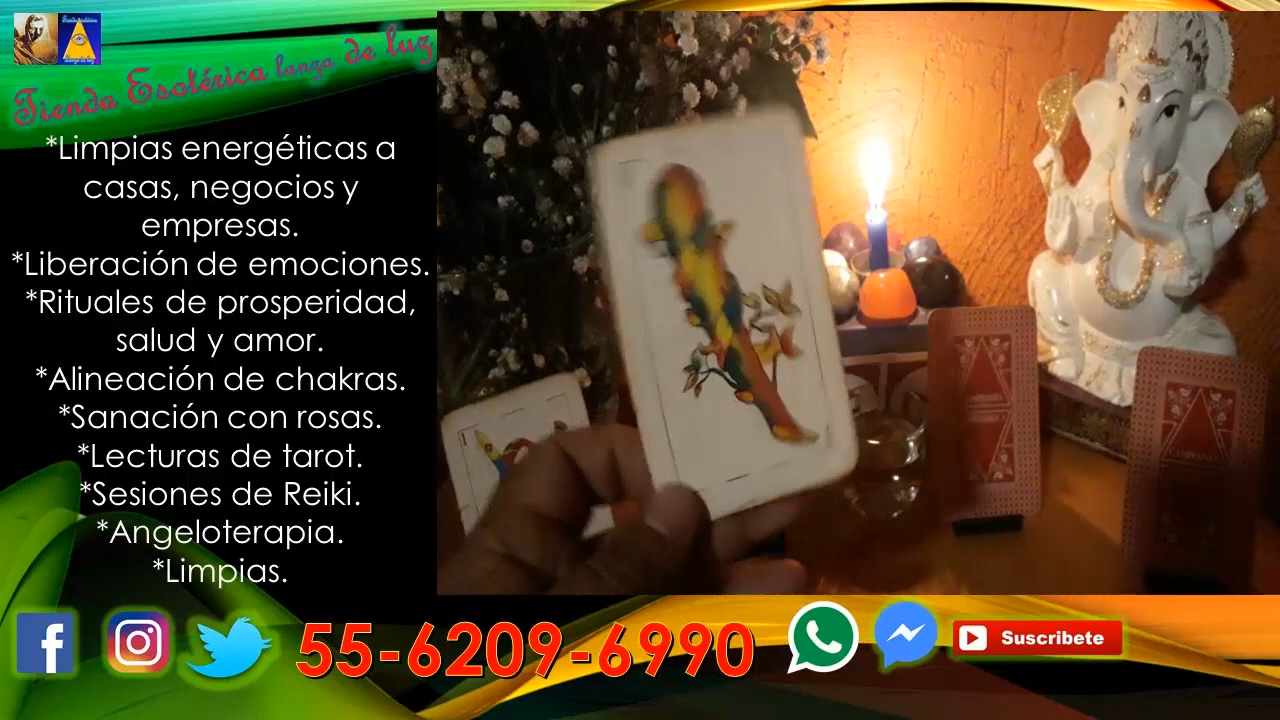 Tienda Esotérica lanza de luz
*Limpias energéticas a
casas, negocios y
empresas.
*Liberación de emociones.
*Rituales de prosperidad,
salud y amor.
*Alineación de chakras.
*Sanación con rosas.
*Lecturas de tarot.
*Sesiones de Reiki.
*Angeloterapia.
*Limpias.
55-6209-6990
Suscribete